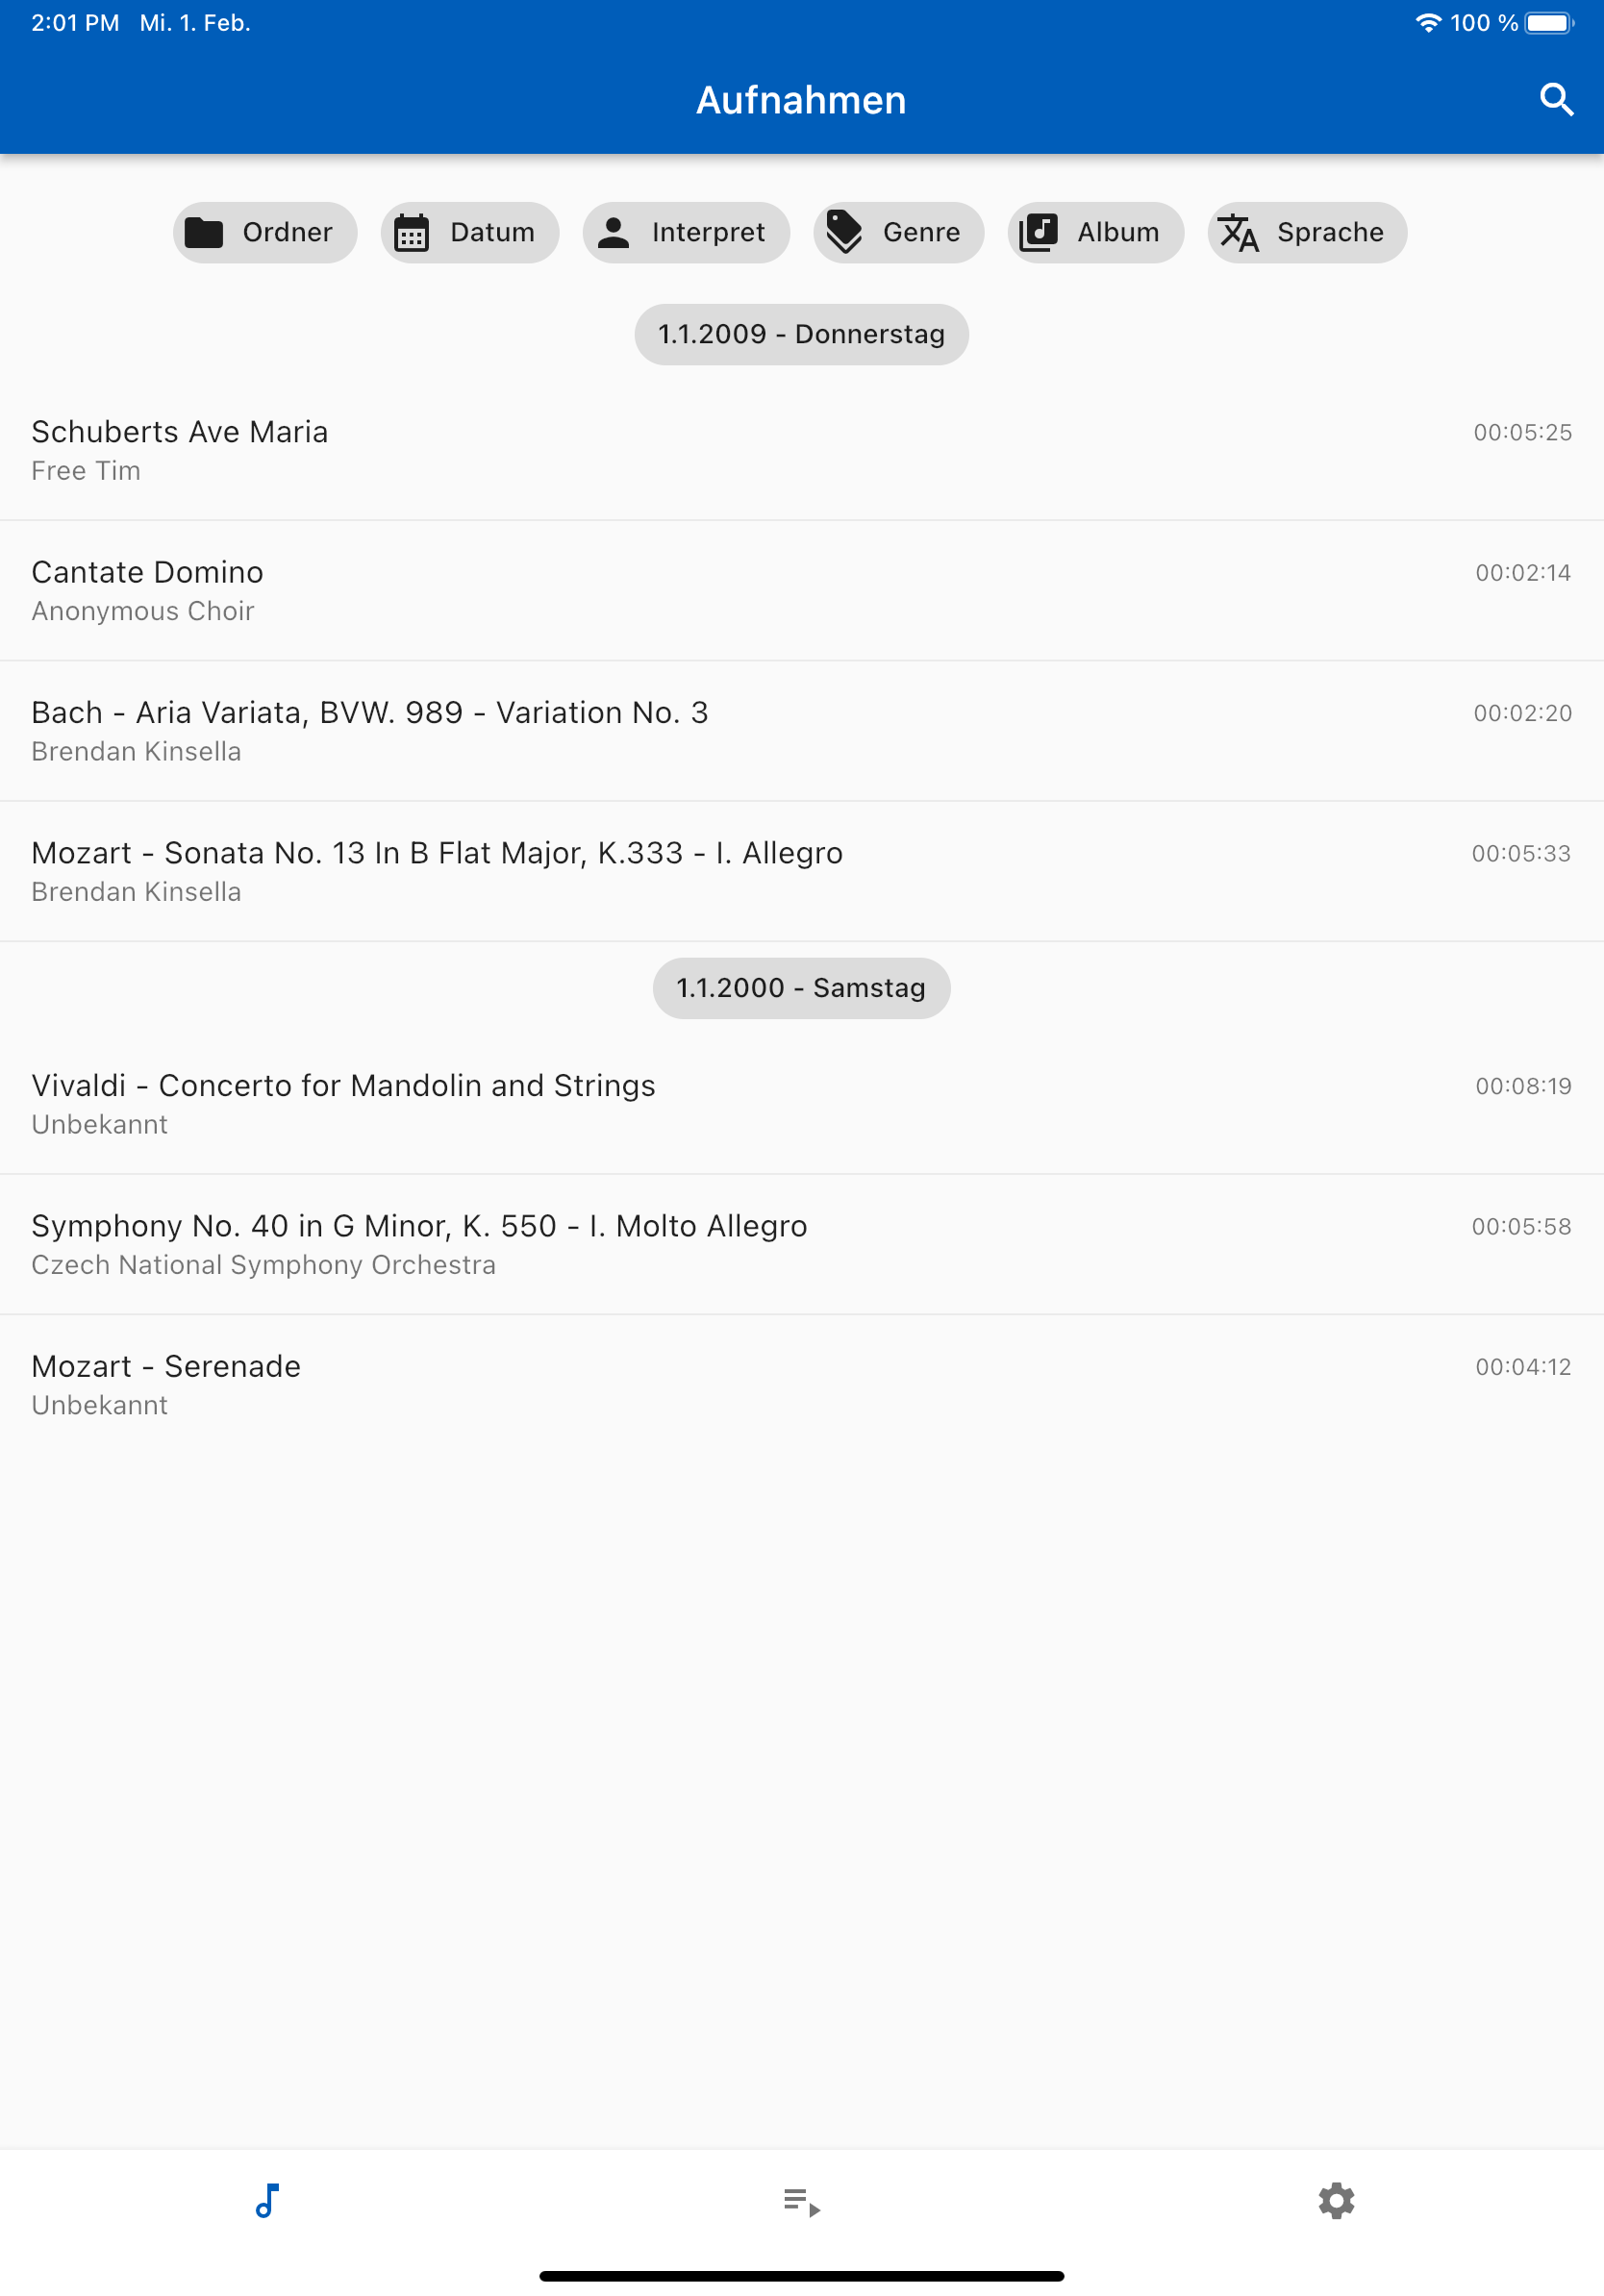 2:01 PM Mi. 1. Feb. 100 %
Aufnahmen
Ordner Datum Interpret Genre Album Sprache
1.1.2009 - Donnerstag
Schuberts Ave Maria 00:05:25
Free Tim
Cantate Domino 00:02:14
Anonymous Choir
Bach - Aria Variata, BVW. 989 - Variation No. 3 00:02:20
Brendan Kinsella
Mozart - Sonata No. 13 In B Flat Major, K.333 - I. Allegro 00:05:33
Brendan Kinsella
1.1.2000 - Samstag
Vivaldi - Concerto for Mandolin and Strings 00:08:19
Unbekannt
Symphony No. 40 in G Minor, K. 550 - I. Molto Allegro 00:05:58
Czech National Symphony Orchestra
Mozart - Serenade 00:04:12
Unbekannt